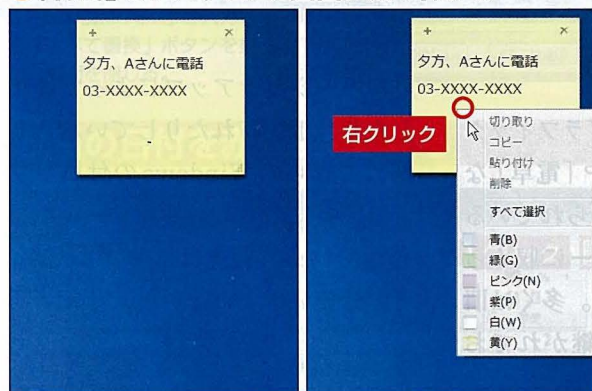 + ×
夕方、Aさんに電話
03-XXXX-XXXX
+ ×
夕方、Aさんに電話
03-XXXX-XXXX
右クリック
切り取り
コピー
貼り付け
削除
すべて選択
青(B)
緑(G)
ピンク(N)
紫(P)
白(W)
黄(Y)